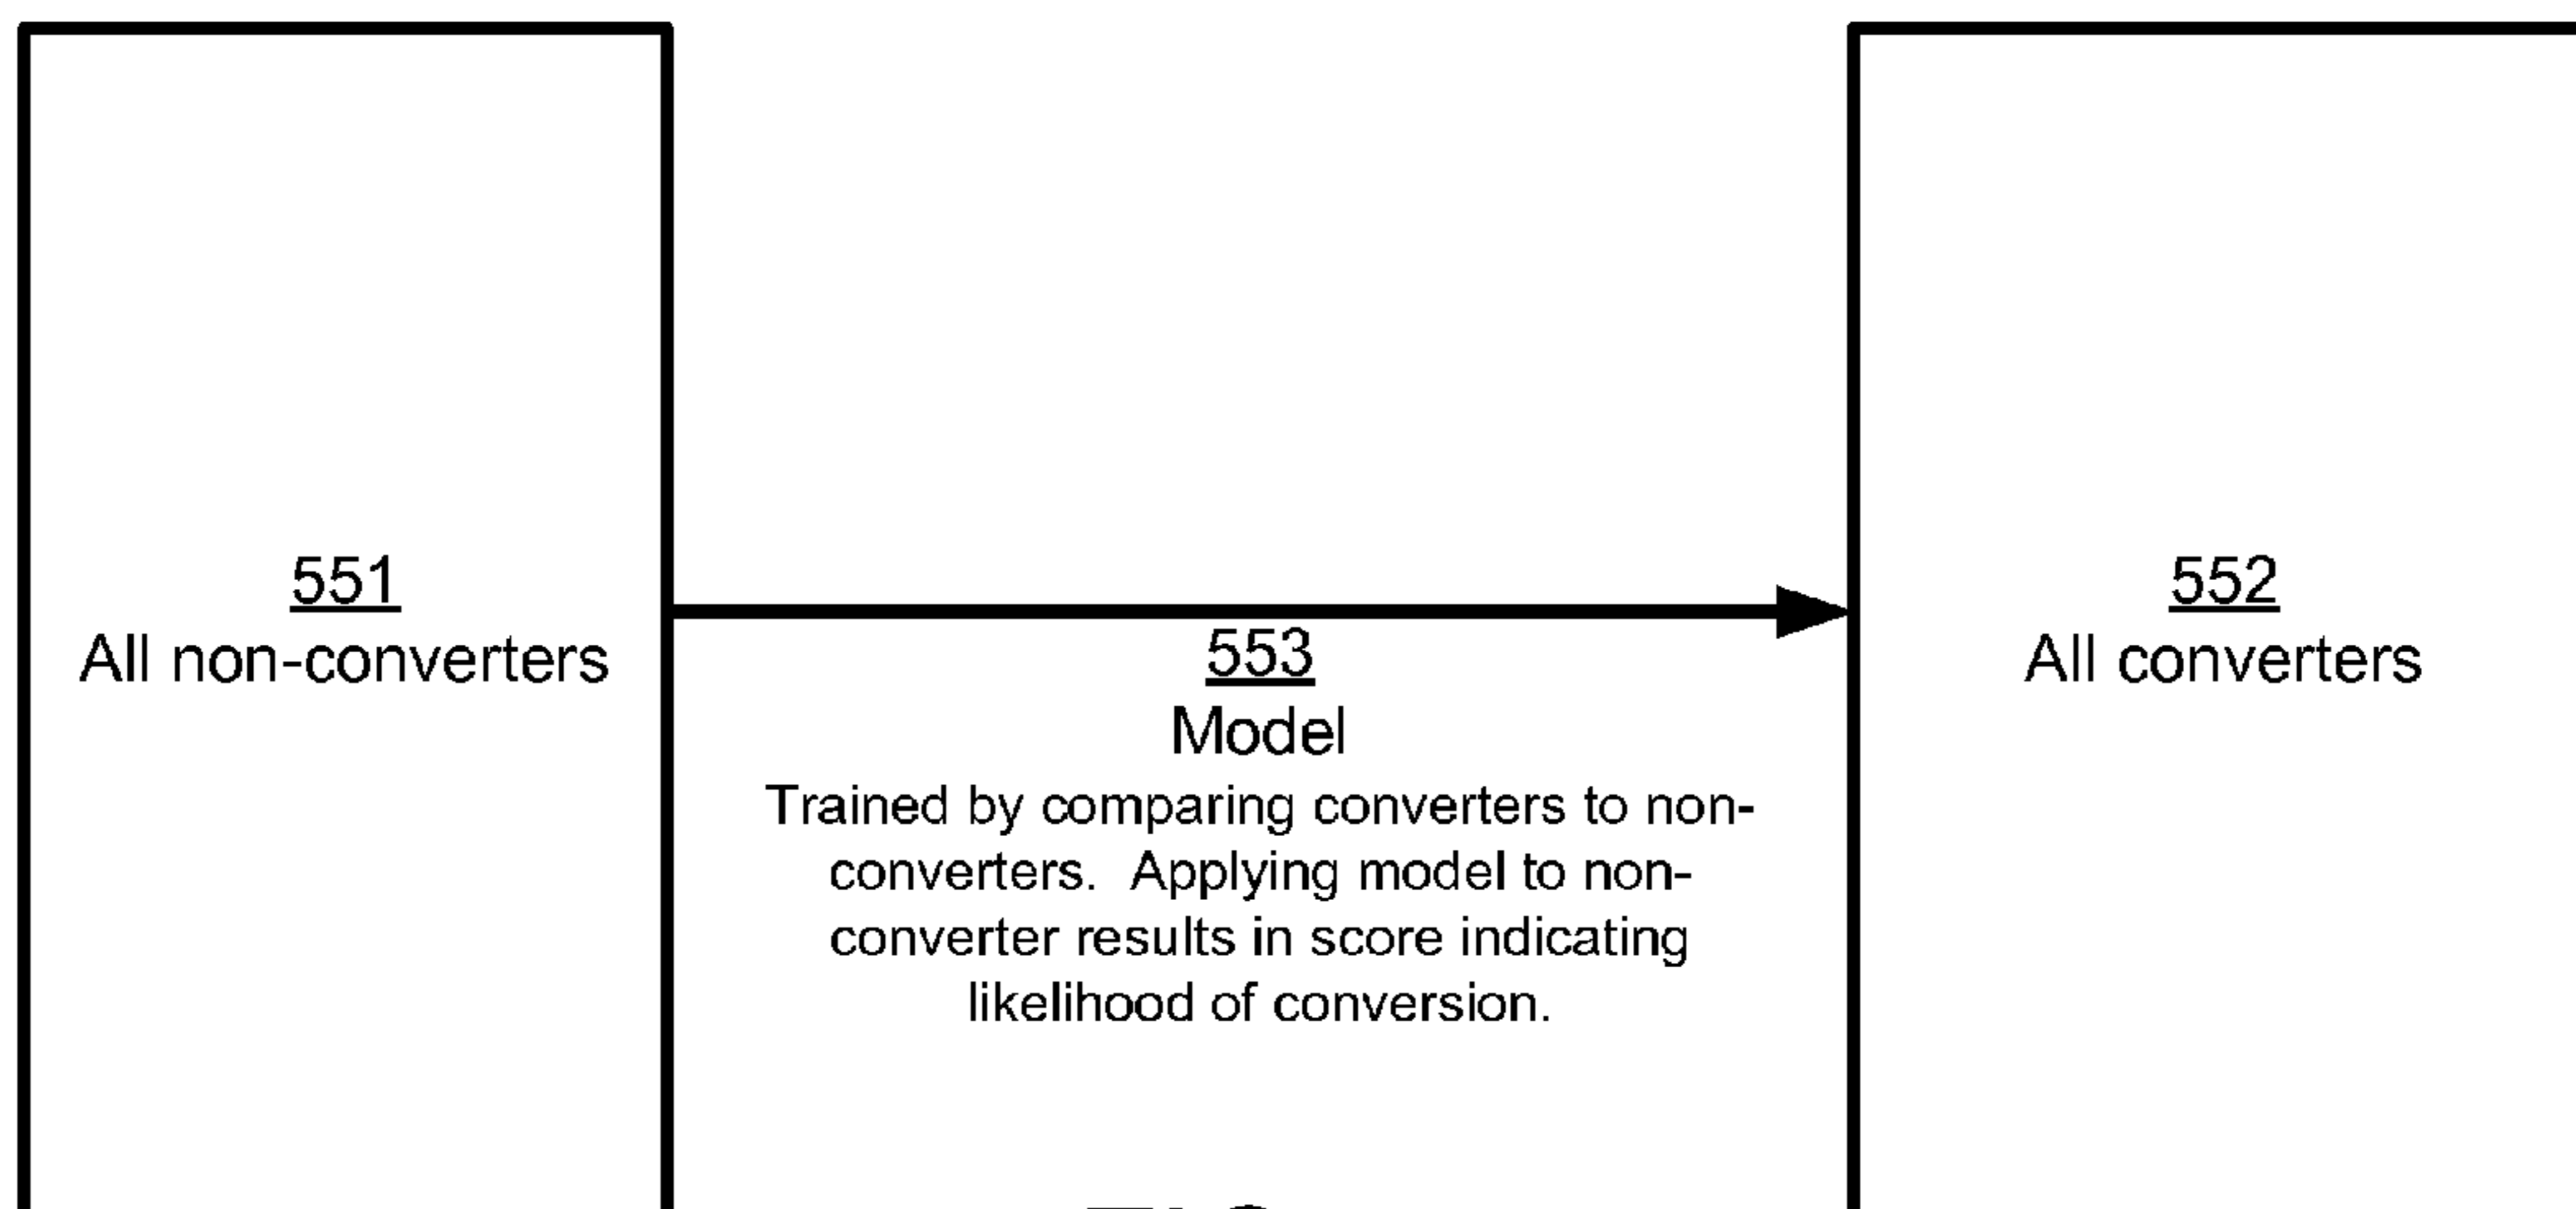 551
All non-converters
553
Model
Trained by comparing converters to non-
converters.  Applying model to non-
converter results in score indicating
likelihood of conversion.
552
All converters